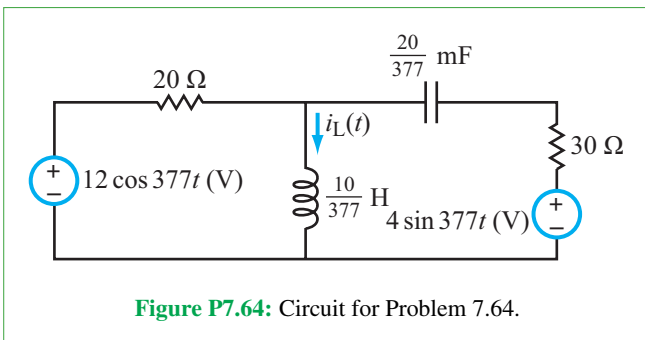 20/377 mF
20 Ω
i_L(t)
30 Ω
+
12 cos 377t (V)
−
10/377 H
4 sin 377t (V)
+
−
Figure P7.64: Circuit for Problem 7.64.